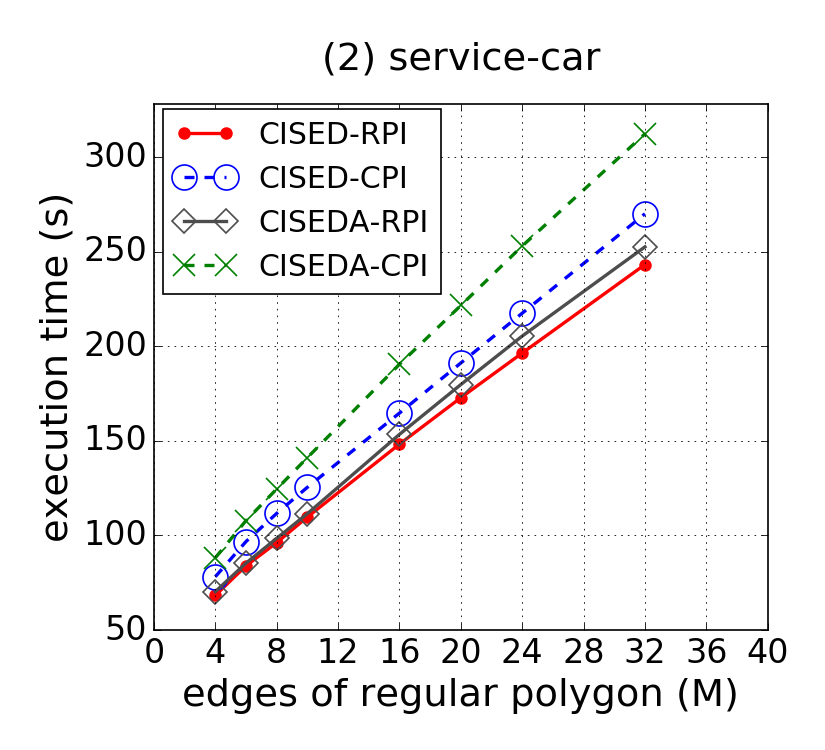 (2) service-car
CISED-RPI
CISED-CPI
CISEDA-RPI
CISEDA-CPI
execution time (s)
300
250
200
150
100
50
0 4 8 12 16 20 24 28 32 36 40
edges of regular polygon (M)